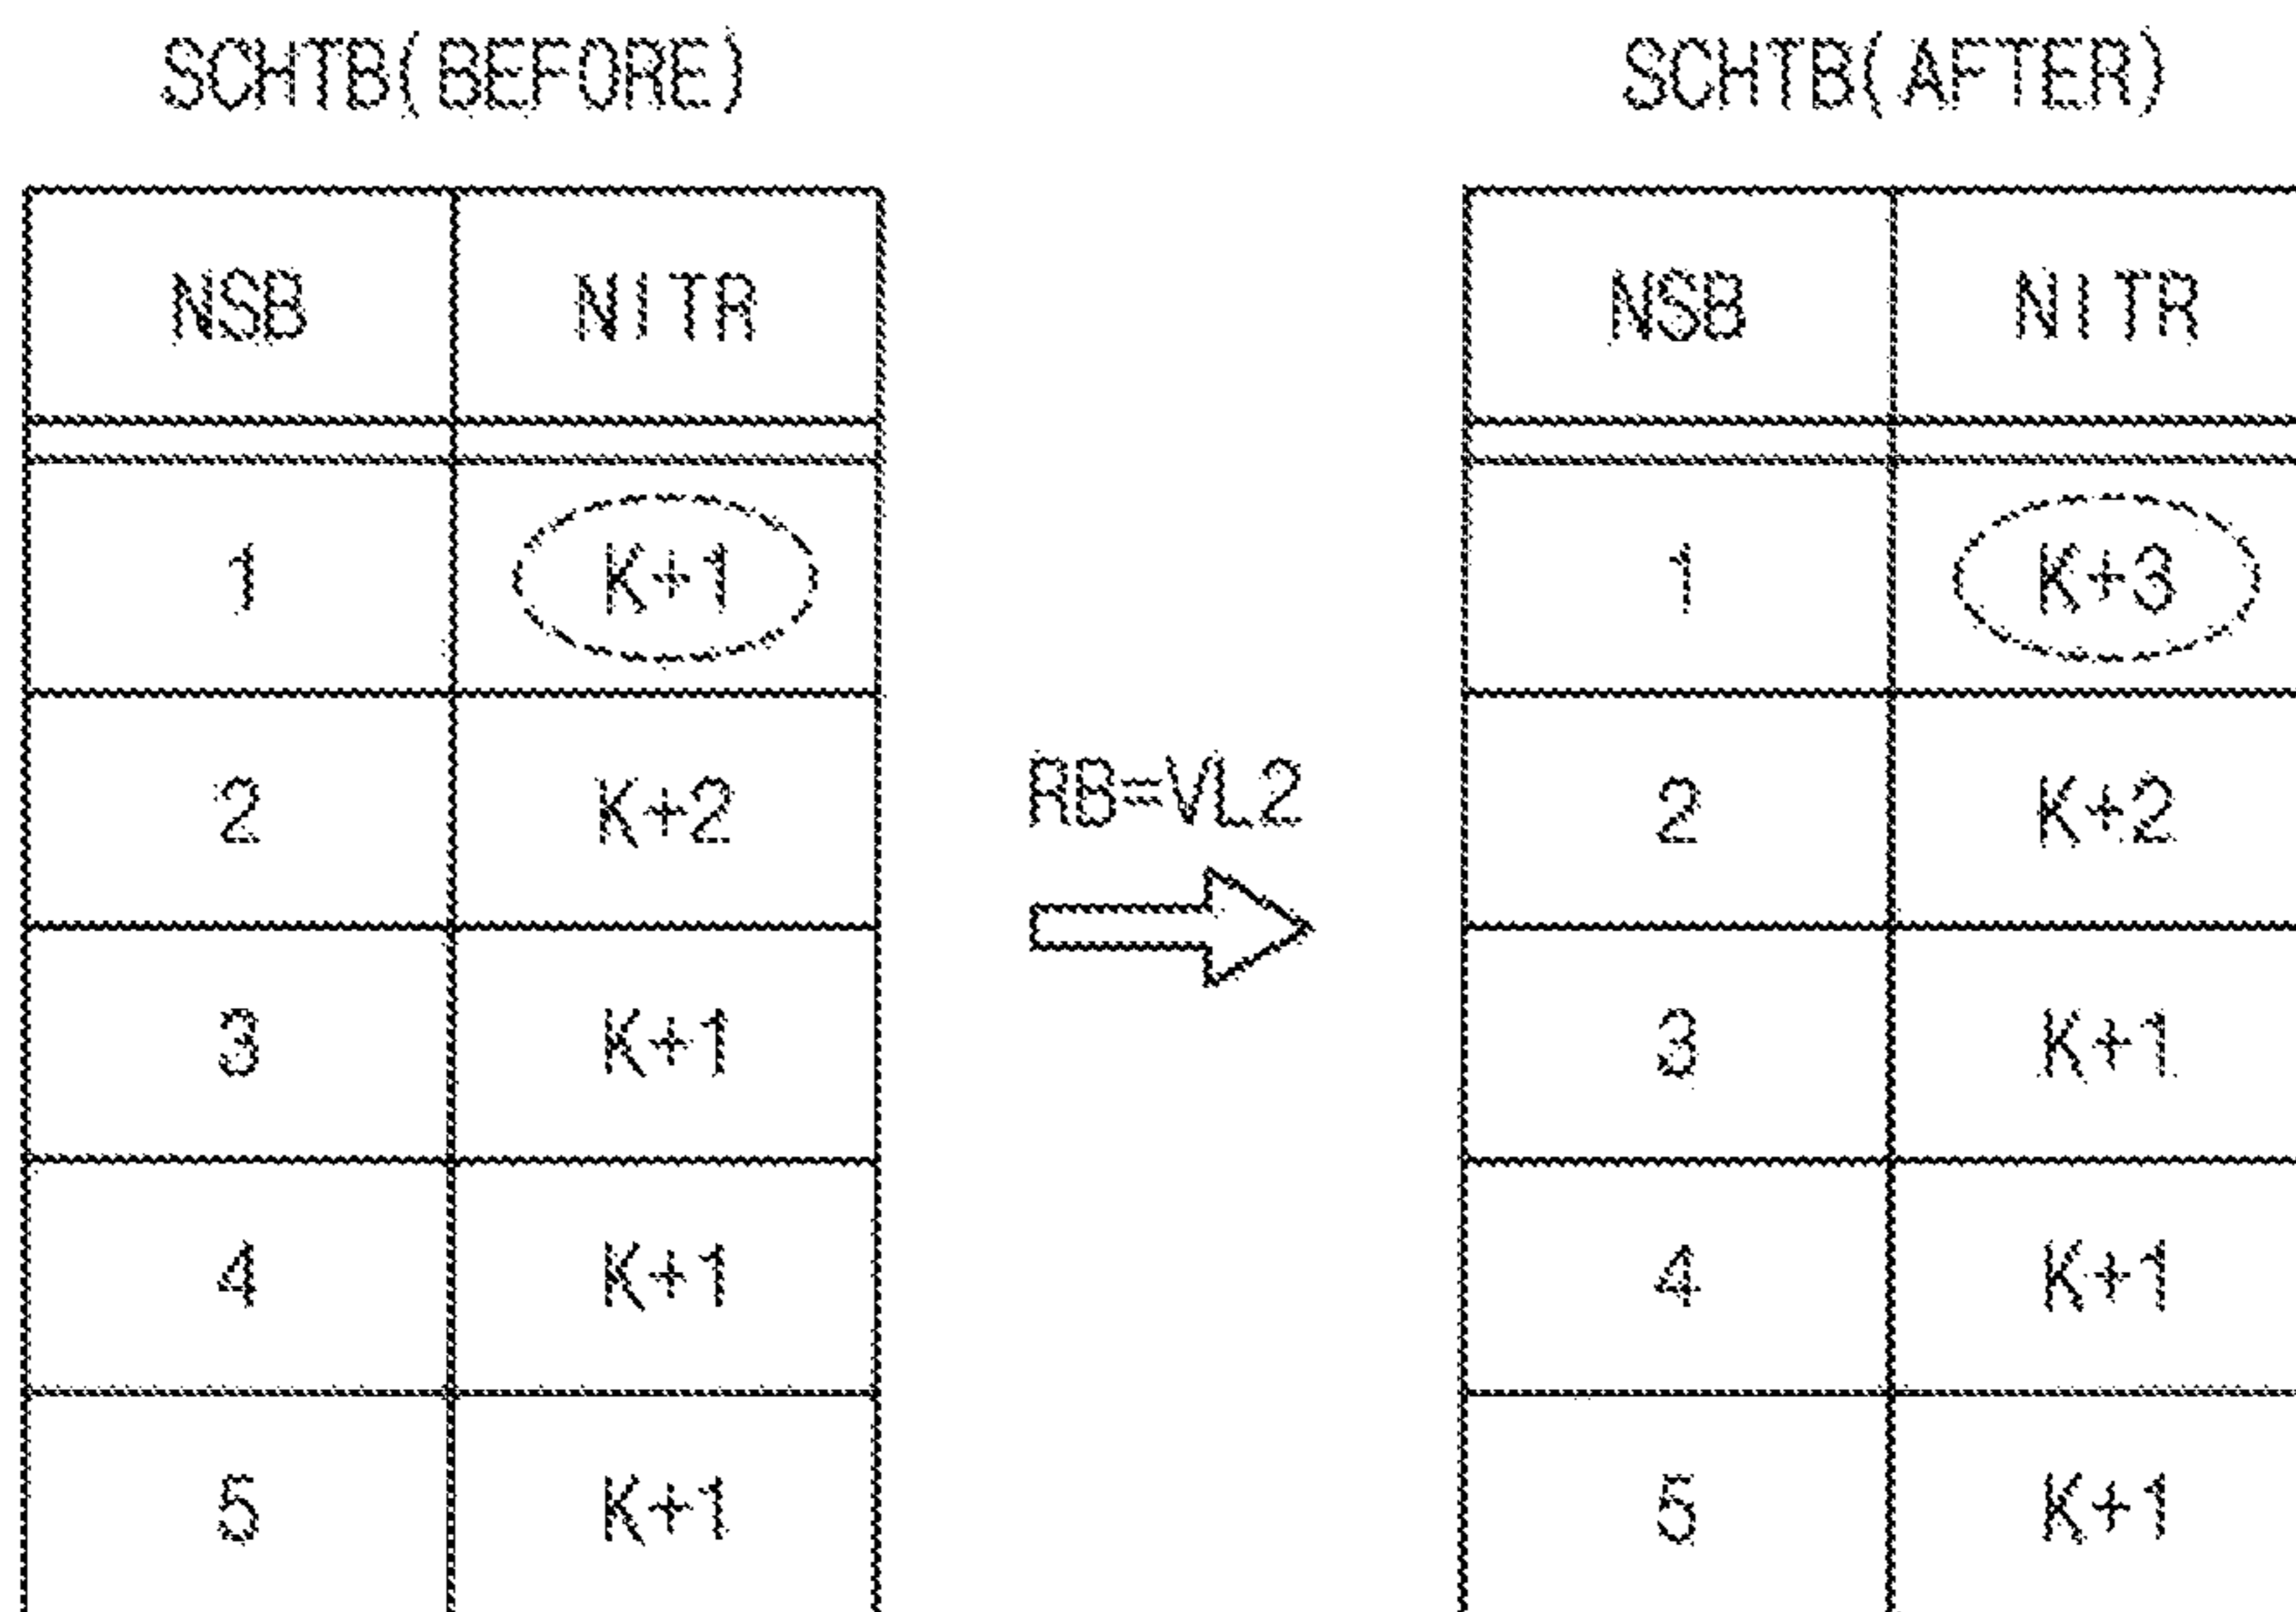 SCHTB(BEFORE)
NSB NITR
1 K+1
2 K+2
3 K+1
4 K+1
5 K+1
RB=VL2
SCHTB(AFTER)
NSB NITR
1 K+3
2 K+2
3 K+1
4 K+1
5 K+1